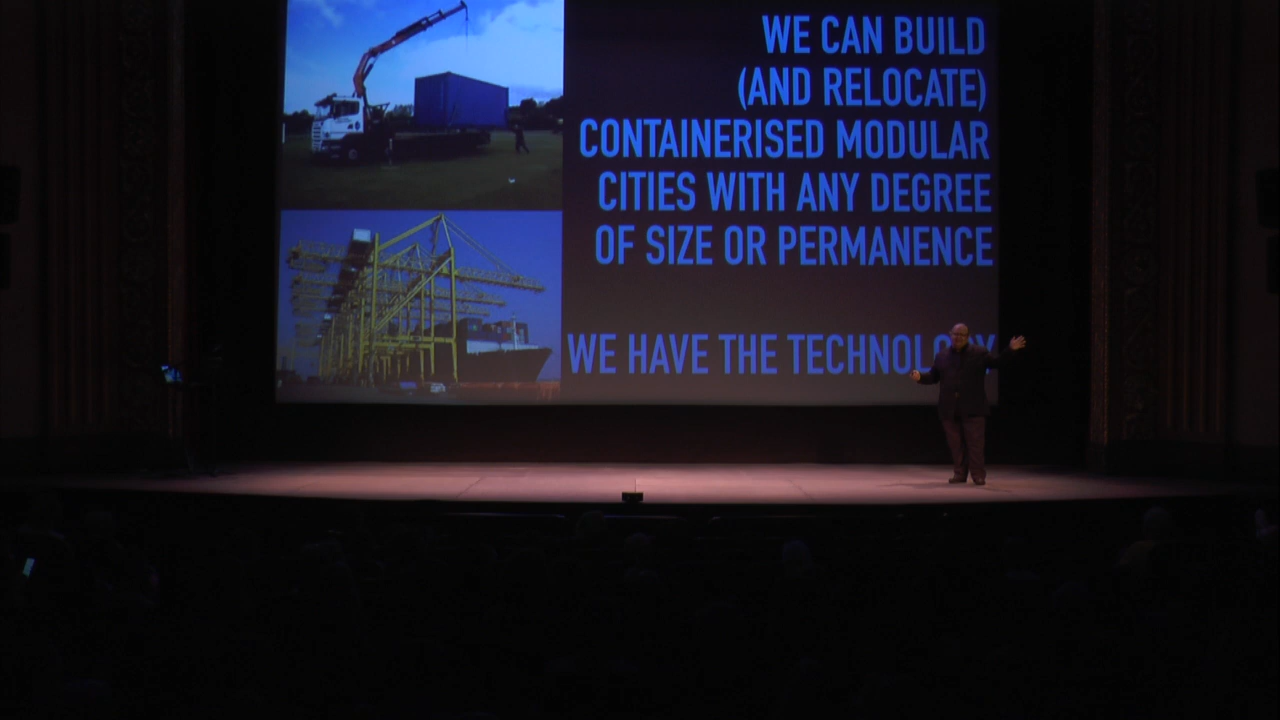 WE CAN BUILD
(AND RELOCATE)
CONTAINERISED MODULAR
CITIES WITH ANY DEGREE
OF SIZE OR PERMANENCE
WE HAVE THE TECHNOLOGY